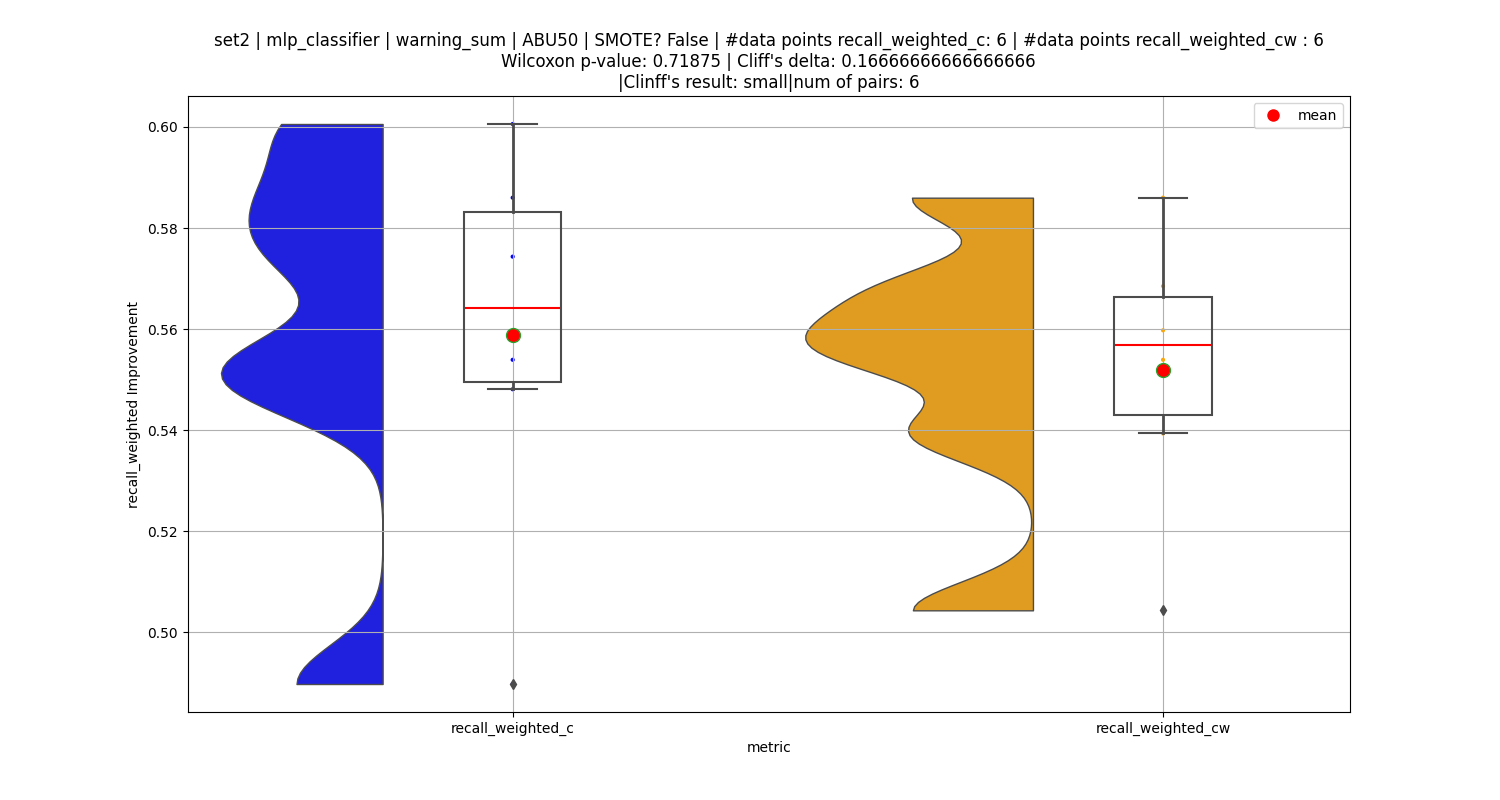 set2 | mlp_classifier | warning_sum | ABU50 | SMOTE? False | #data points recall_weighted_c: 6 | #data points recall_weighted_cw : 6
Wilcoxon p-value: 0.71875 | Cliff's delta: 0.16666666666666666
|Clinff's result: small|num of pairs: 6
mean
0.60
0.58
0.56
0.54
0.52
0.50
recall_weighted Improvement
recall_weighted_c
recall_weighted_cw
metric